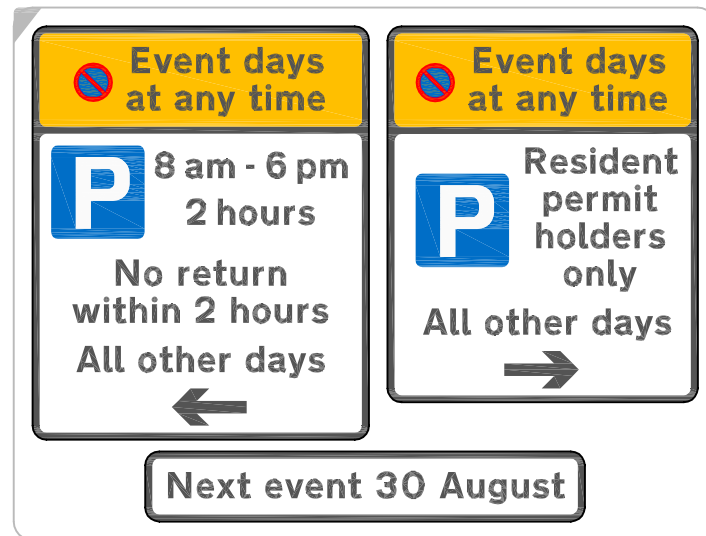 Event days
at any time
P
8 am - 6 pm
2 hours
No return
within 2 hours
All other days
Event days
at any time
P
Resident
permit
holders
only
All other days
Next event 30 August